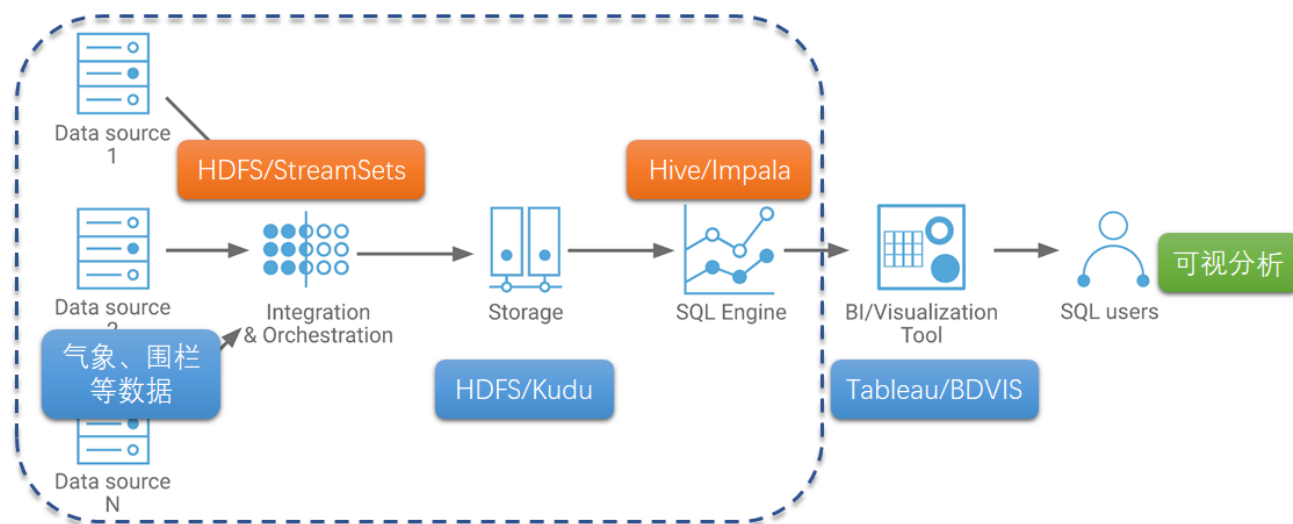 Data source
1
HDFS/StreamSets
Hive/Impala
Data source
2
Integration
& Orchestration
Storage
SQL Engine
BI/Visualization
Tool
SQL users
可视分析
气象、围栏
等数据
HDFS/Kudu
Tableau/BDVIS
Data source
N